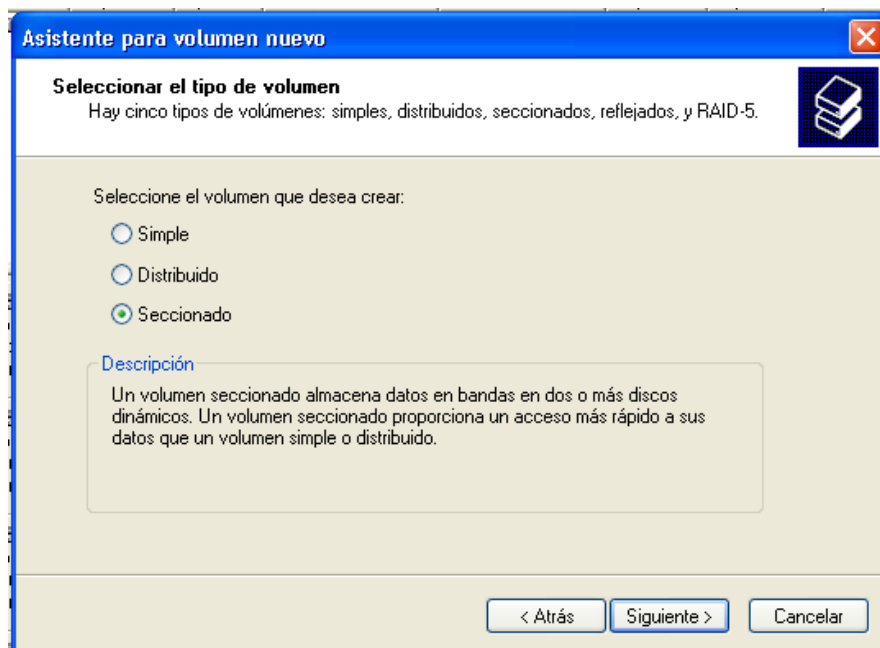 Asistente para volumen nuevo
Seleccionar el tipo de volumen
Hay cinco tipos de volúmenes: simples, distribuidos, seccionados, reflejados, y RAID-5.
Seleccione el volumen que desea crear:
Simple
Distribuido
Seccionado
Descripción
Un volumen seccionado almacena datos en bandas en dos o más discos
dinámicos. Un volumen seccionado proporciona un acceso más rápido a sus
datos que un volumen simple o distribuido.
< Atrás
Siguiente >
Cancelar